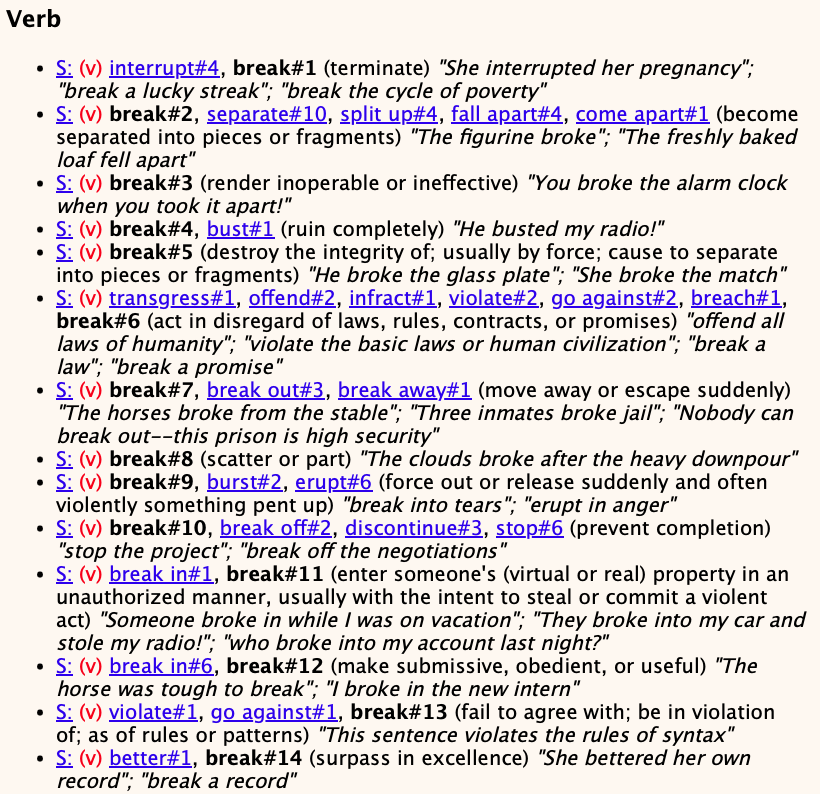 Verb
• S: (v) interrupt#4, break#1 (terminate) "She interrupted her pregnancy";
"break a lucky streak"; "break the cycle of poverty"
• S: (v) break#2, separate#10, split up#4, fall apart#4, come apart#1 (become
separated into pieces or fragments) "The figurine broke"; "The freshly baked
loaf fell apart"
• S: (v) break#3 (render inoperable or ineffective) "You broke the alarm clock
when you took it apart!"
• S: (v) break#4, bust#1 (ruin completely) "He busted my radio!"
• S: (v) break#5 (destroy the integrity of; usually by force; cause to separate
into pieces or fragments) "He broke the glass plate"; "She broke the match"
• S: (v) transgress#1, offend#2, infract#1, violate#2, go against#2, breach#1,
break#6 (act in disregard of laws, rules, contracts, or promises) "offend all
laws of humanity"; "violate the basic laws or human civilization"; "break a
law"; "break a promise"
• S: (v) break#7, break out#3, break away#1 (move away or escape suddenly)
"The horses broke from the stable"; "Three inmates broke jail"; "Nobody can
break out--this prison is high security"
• S: (v) break#8 (scatter or part) "The clouds broke after the heavy downpour"
• S: (v) break#9, burst#2, erupt#6 (force out or release suddenly and often
violently something pent up) "break into tears"; "erupt in anger"
• S: (v) break#10, break off#2, discontinue#3, stop#6 (prevent completion)
"stop the project"; "break off the negotiations"
• S: (v) break in#1, break#11 (enter someone's (virtual or real) property in an
unauthorized manner, usually with the intent to steal or commit a violent
act) "Someone broke in while I was on vacation"; "They broke into my car and
stole my radio!"; "who broke into my account last night?"
• S: (v) break in#6, break#12 (make submissive, obedient, or useful) "The
horse was tough to break"; "I broke in the new intern"
• S: (v) violate#1, go against#1, break#13 (fail to agree with; be in violation
of; as of rules or patterns) "This sentence violates the rules of syntax"
• S: (v) better#1, break#14 (surpass in excellence) "She bettered her own
record"; "break a record"